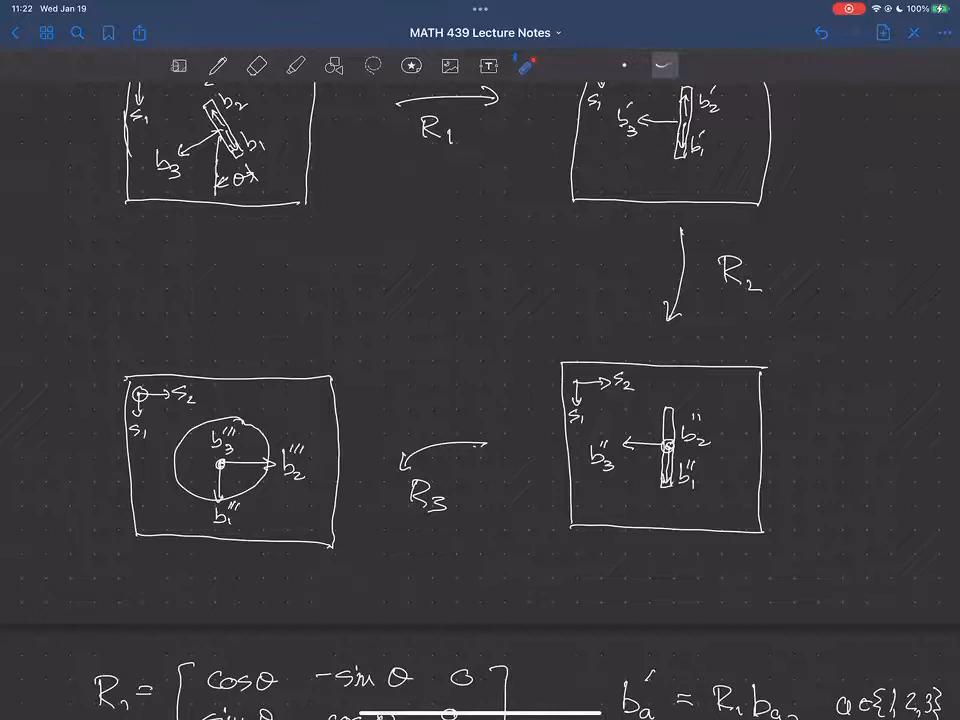 11:22 Wed Jan 19
100%
MATH 439 Lecture Notes
S₁
b₂
b₁
b₃
θ
R₁
S₁
b₂'
b₃'
b₁'
R₂
S₂
S₁
b₃'''
b₂'''
b₁'''
R₃
S₂
S₁
b₂''
b₃''
b₁''
R₁ = [ cosθ -sin θ 0 ]
bₐ' = R₁ bₐ, a∈{1,2,3}